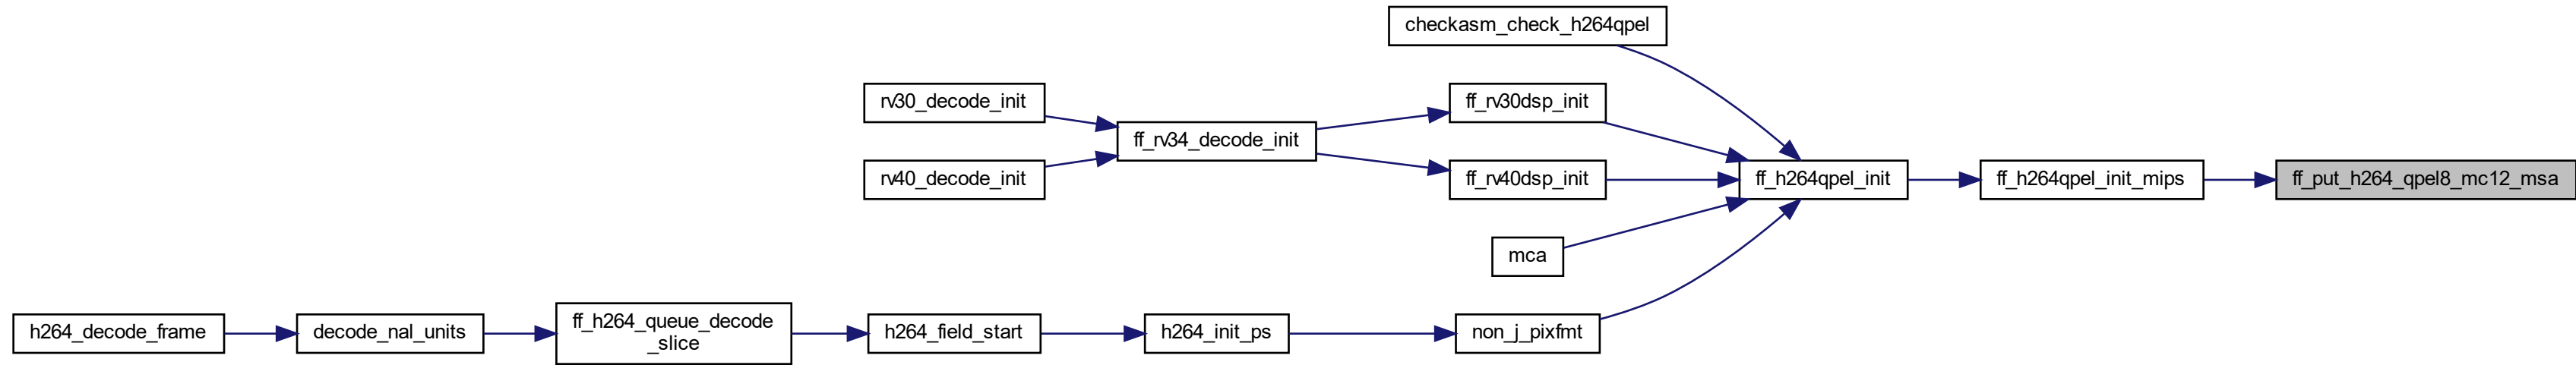 checkasm_check_h264qpel
rv30_decode_init
ff_rv30dsp_init
ff_rv34_decode_init
rv40_decode_init
ff_rv40dsp_init
ff_h264qpel_init
ff_h264qpel_init_mips
ff_put_h264_qpel8_mc12_msa
mca
h264_decode_frame
decode_nal_units
ff_h264_queue_decode
_slice
h264_field_start
h264_init_ps
non_j_pixfmt